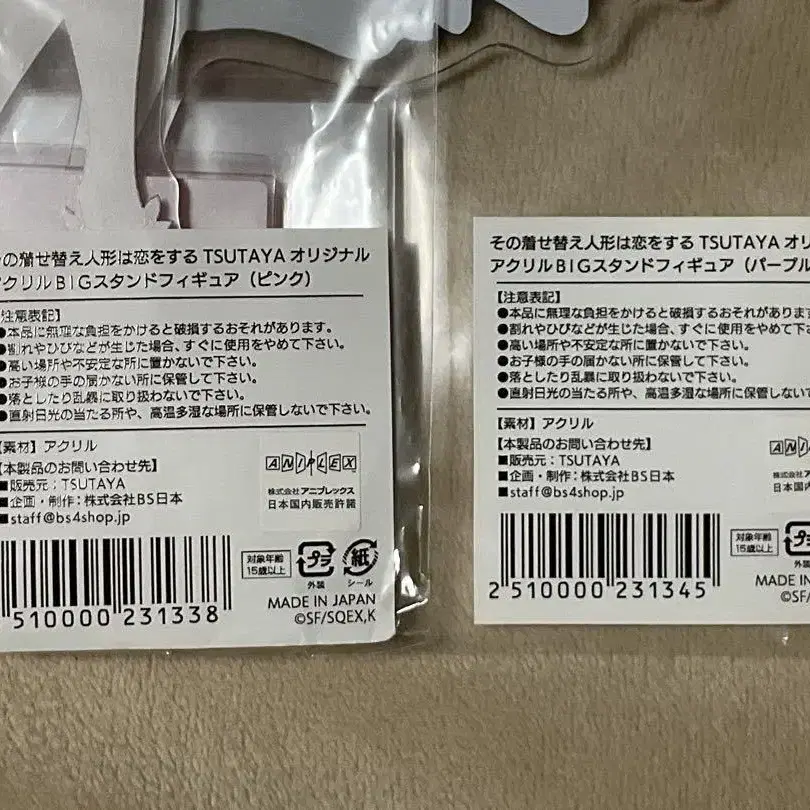 の着せ替え人形は恋をする TSUTAYA オリジナル
クリルBIGスタンドフィギュア（ピンク）
注意表記】
●本品に無理な負担をかけると破損するおそれがあります。
●割れやひびなどが生じた場合、すぐに使用をやめて下さい。
●高い場所や不安定な所に置かないで下さい。
●お子様の手の届かない所に保管して下さい。
●落としたり乱暴に取り扱わないで下さい。
●直射日光の当たる所や、高温多湿な場所に保管しないで下さい。
【素材】アクリル
【本製品のお問い合わせ先】
■販売元：TSUTAYA
■企画・制作：株式会社BS日本
■staff@bs4shop.jp
ANIPLEX
株式会社 アニプレックス
日本国内販売許諾
対象年齢
15歳以上
プラ
外装
紙
シール
510000 231338
MADE IN JAPAN
©SF/SQEX,K
その着せ替え人形は恋をする TSUTAYA オリ
アクリルBIGスタンドフィギュア（パープル
【注意表記】
●本品に無理な負担をかけると破損するおそれがあります
●割れやひびなどが生じた場合、すぐに使用をやめて下さ
●高い場所や不安定な所に置かないで下さい。
●お子様の手の届かない所に保管して下さい。
●落としたり乱暴に取り扱わないで下さい。
●直射日光の当たる所や、高温多湿な場所に保管しないで
【素材】アクリル
【本製品のお問い合わせ先】
■販売元：TSUTAYA
■企画・制作：株式会社BS日本
■staff@bs4shop.jp
株式会社
日本国内
対象年齢
15歳以上
外装
2 510000 231345
MADE IN
©SF/